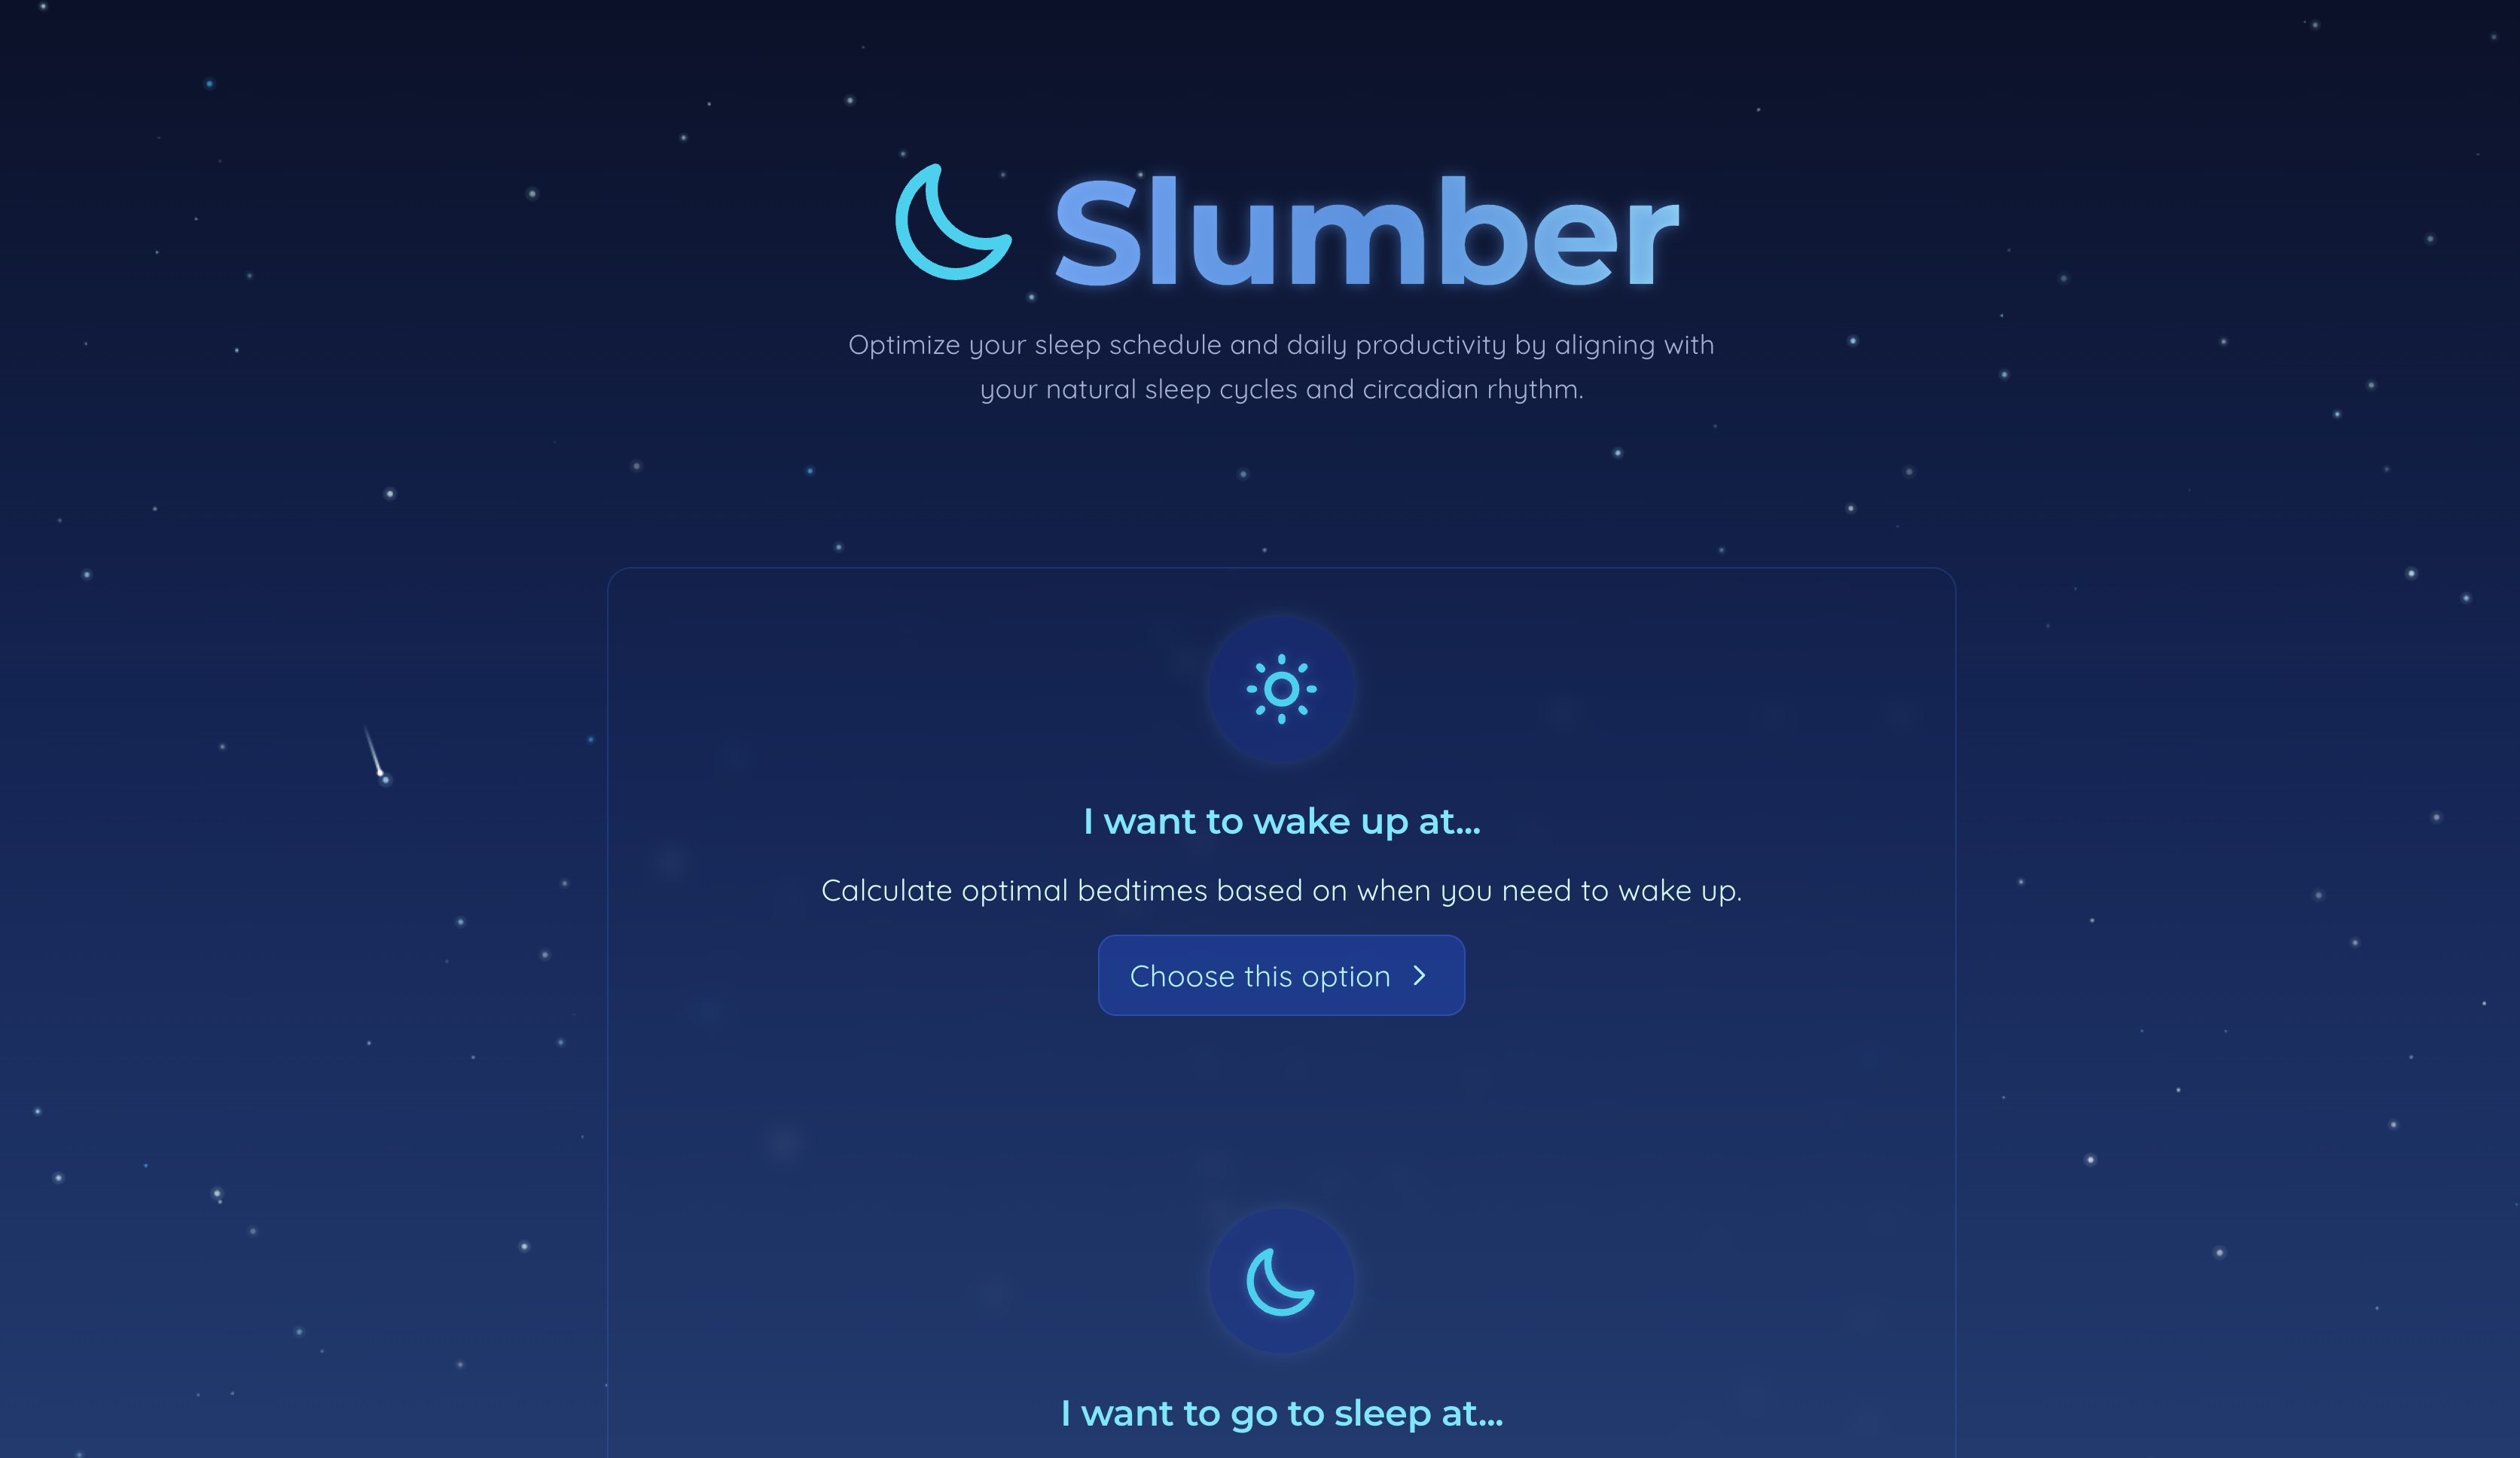 Slumber
Optimize your sleep schedule and daily productivity by aligning with
your natural sleep cycles and circadian rhythm.
I want to wake up at...
Calculate optimal bedtimes based on when you need to wake up.
Choose this option
I want to go to sleep at...